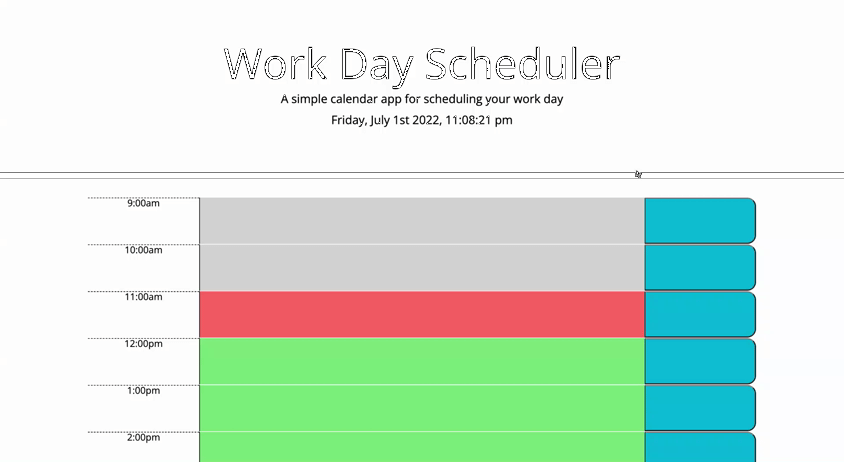 Work Day Scheduler
A simple calendar app for scheduling your work day
Friday, July 1st 2022, 11:08:21 pm
9:00am
10:00am
11:00am
12:00pm
1:00pm
2:00pm